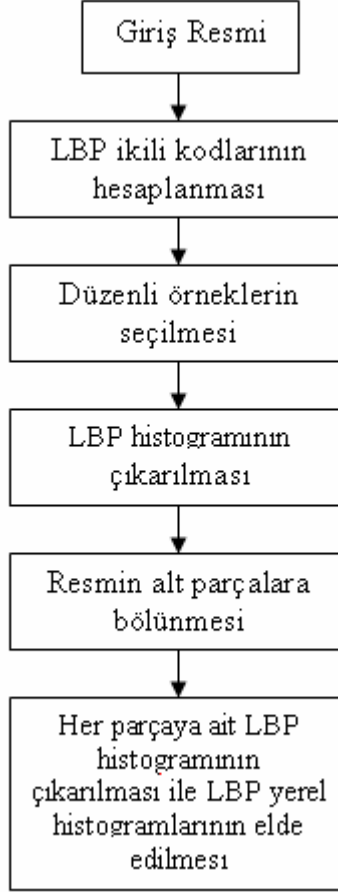 Giriş Resmi
LBP ikili kodlarının
hesaplanması
Düzenli örneklerin
seçilmesi
LBP histogramının
çıkarılması
Resmin alt parçalara
bölünmesi
Her parçaya ait LBP
histogramının
çıkarılması ile LBP yerel
histogramlarının elde
edilmesi